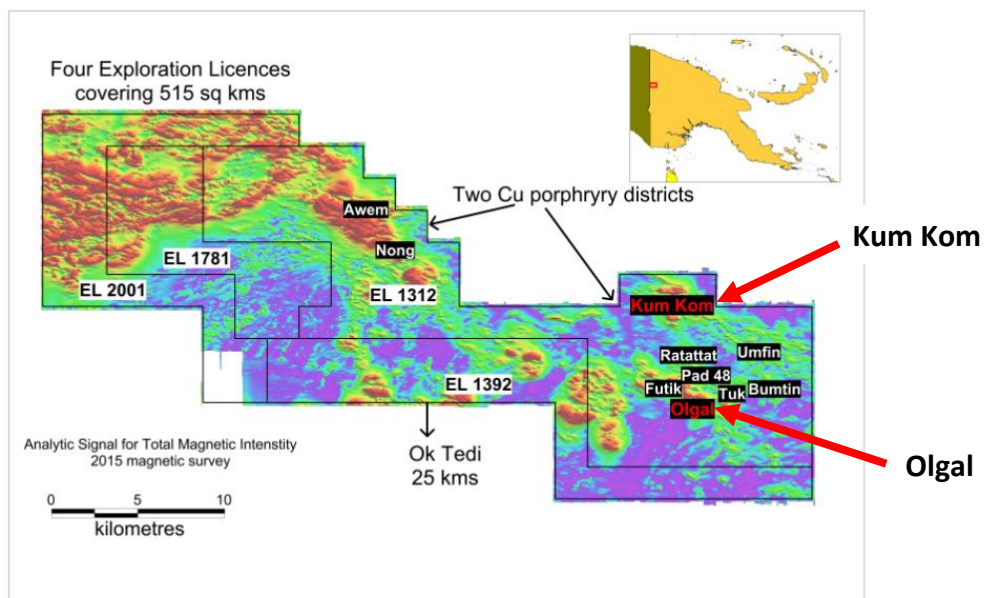 Four Exploration Licences
covering 515 sq kms
Two Cu porphryry districts
Awem
Nong
EL 1781
EL 2001
EL 1312
Kum Kom
Kum Kom
Ratattat
Umfin
Pad 48
Futik
Tuk
Bumtin
Olgal
Olgal
EL 1392
Ok Tedi
25 kms
Analytic Signal for Total Magnetic Intenstity
2015 magnetic survey
0 5 10
kilometres